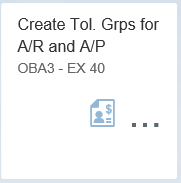 Create Tol. Grps for
A/R and A/P
OBA3 - EX 40
$
...